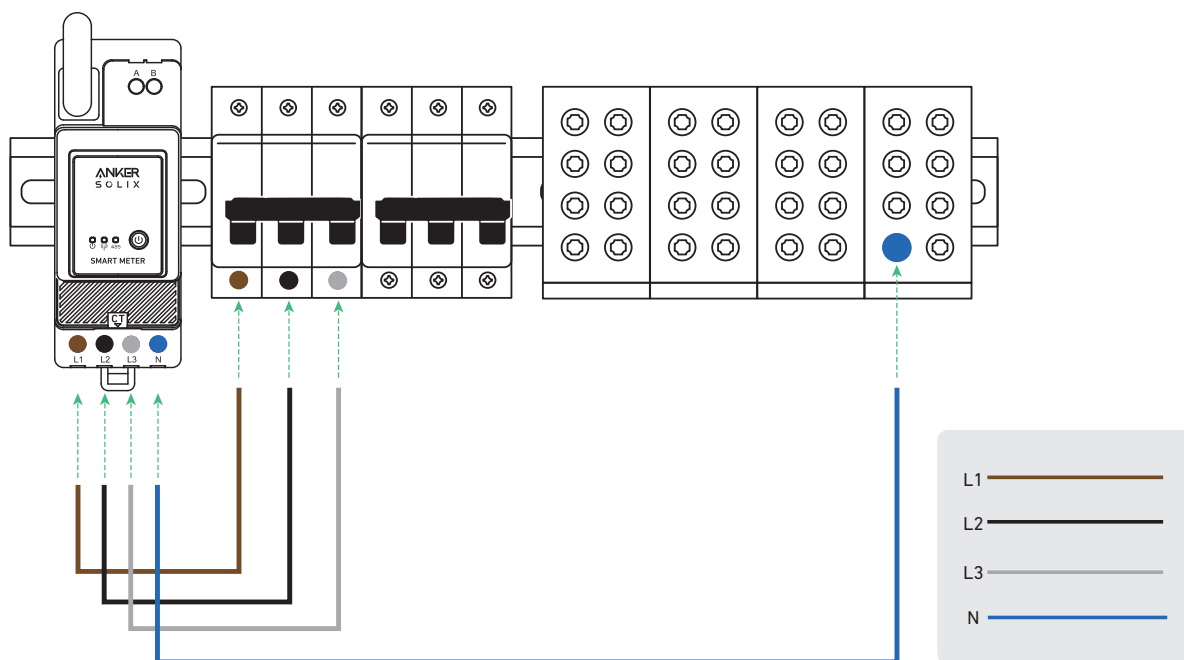 A B
ANKER
SOLIX
485
SMART METER
CT
L1 L2 L3 N
L1
L2
L3
N